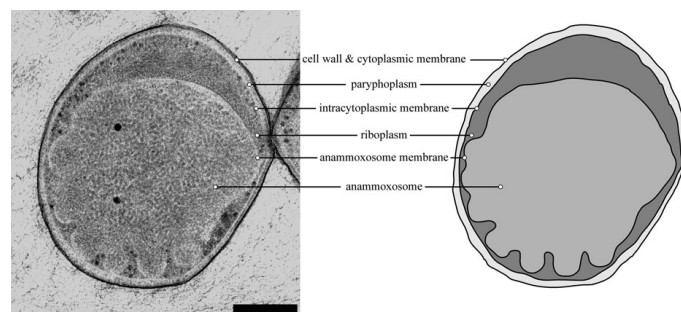 cell wall & cytoplasmic membrane
paryphoplasm
intracytoplasmic membrane
riboplasm
anammoxosome membrane
anammoxosome